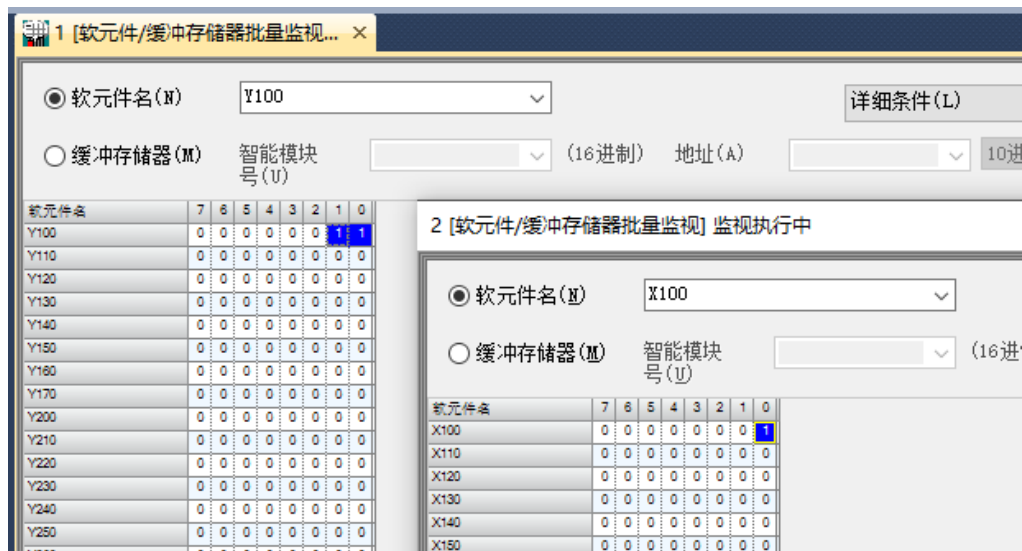 1 [软元件/缓冲存储器批量监视...
软元件名(N)
Y100
详细条件(L)
缓冲存储器(M)
智能模块
号(U)
(16进制)
地址(A)
10进
软元件名 7 6 5 4 3 2 1 0
Y100 0 0 0 0 0 0 1 1
Y110 0 0 0 0 0 0 0 0
Y120 0 0 0 0 0 0 0 0
Y130 0 0 0 0 0 0 0 0
Y140 0 0 0 0 0 0 0 0
Y150 0 0 0 0 0 0 0 0
Y160 0 0 0 0 0 0 0 0
Y170 0 0 0 0 0 0 0 0
Y200 0 0 0 0 0 0 0 0
Y210 0 0 0 0 0 0 0 0
Y220 0 0 0 0 0 0 0 0
Y230 0 0 0 0 0 0 0 0
Y240 0 0 0 0 0 0 0 0
Y250 0 0 0 0 0 0 0 0
2 [软元件/缓冲存储器批量监视] 监视执行中
软元件名(N)
X100
缓冲存储器(M)
智能模块
号(U)
(16进
软元件名 7 6 5 4 3 2 1 0
X100 0 0 0 0 0 0 0 1
X110 0 0 0 0 0 0 0 0
X120 0 0 0 0 0 0 0 0
X130 0 0 0 0 0 0 0 0
X140 0 0 0 0 0 0 0 0
X150 0 0 0 0 0 0 0 0